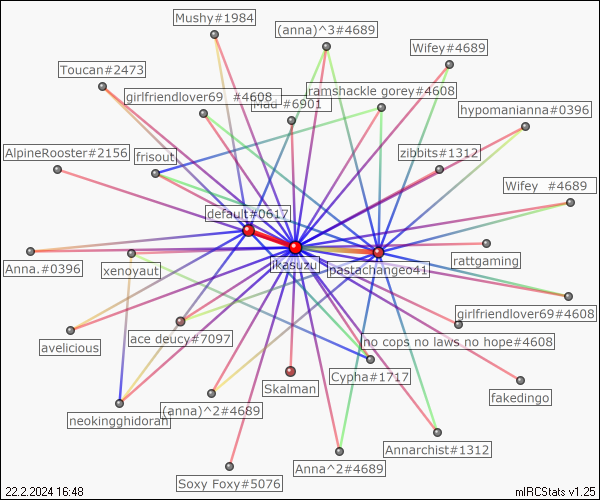 Mushy#1984
(anna)^3#4689
Wifey#4689
Toucan#2473
girlfriendlover69 #4608
ramshackle gorey#4608
#6901
hypomanianna#0396
AlpineRooster#2156
frisout
zibbits#1312
Wifey #4689
default#0617
Anna.#0396
xenoyaut
ikasuzu
pastachangeo41
rattgaming
girlfriendlover69#4608
avelicious
ace deucy#7097
no cops no laws no hope#4608
Skalman
Cypha#1717
fakedingo
neokingghidorah
(anna)^2#4689
Annarchist#1312
Soxy Foxy#5076
Anna^2#4689
22.2.2024 16:48
mIRCStats v1.25